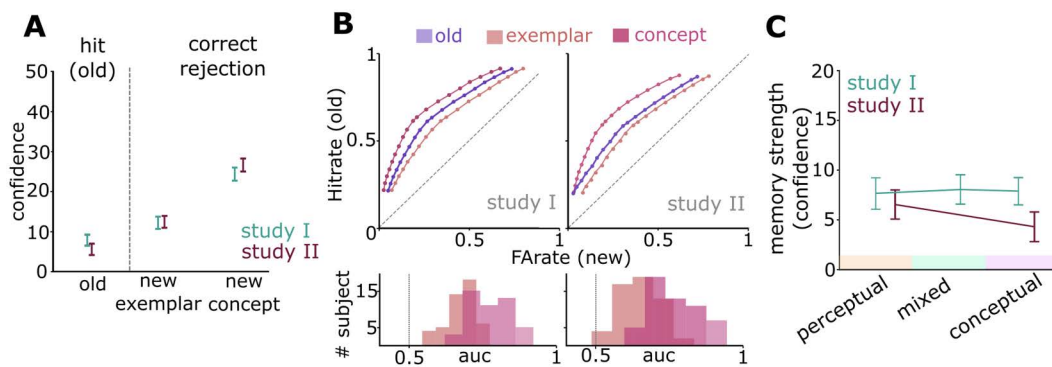 A
hit
(old)
correct
rejection
50
40
30
20
10
0
confidence
study I
study II
old
new
exemplar
new
concept
B
old
exemplar
concept
1
0.5
Hitrate (old)
study I
study II
0.5
1
0.5
1
FArate (new)
15
5
# subject
0.5
auc
1
0.5
auc
1
C
20
15
10
5
0
memory strength
(confidence)
study I
study II
perceptual
mixed
conceptual